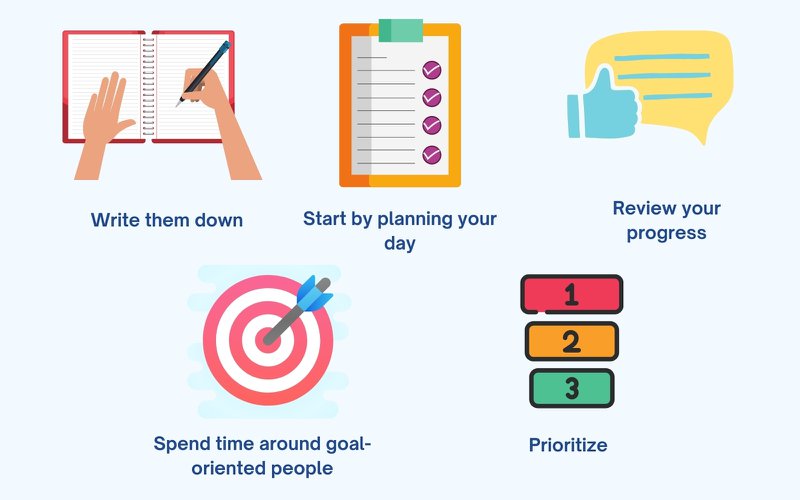 Write them down
Start by planning your
day
Review your
progress
Spend time around goal-
oriented people
1
2
3
Prioritize